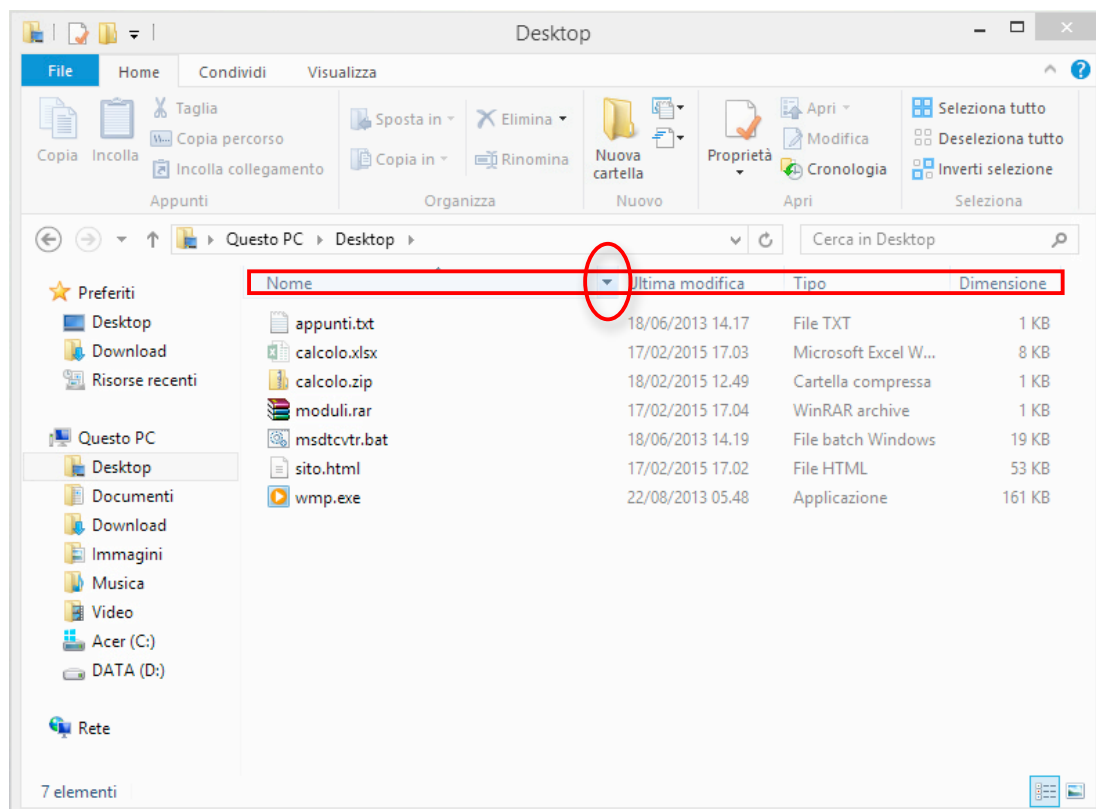 Desktop
File Home Condividi Visualizza
Copia
Incolla
Taglia
Copia percorso
Incolla collegamento
Appunti
Sposta in
Copia in
Elimina
Rinomina
Organizza
Nuova
cartella
Nuovo
Proprietà
Apri
Modifica
Cronologia
Apri
Seleziona tutto
Deseleziona tutto
Inverti selezione
Seleziona
Questo PC Desktop
Cerca in Desktop
Preferiti
Desktop
Download
Risorse recenti
Questo PC
Desktop
Documenti
Download
Immagini
Musica
Video
Acer (C:)
DATA (D:)
Rete
Nome Ultima modifica Tipo Dimensione
appunti.txt 18/06/2013 14.17 File TXT 1 KB
calcolo.xlsx 17/02/2015 17.03 Microsoft Excel W... 8 KB
calcolo.zip 18/02/2015 12.49 Cartella compressa 1 KB
moduli.rar 17/02/2015 17.04 WinRAR archive 1 KB
msdtcvtr.bat 18/06/2013 14.19 File batch Windows 19 KB
sito.html 17/02/2015 17.02 File HTML 53 KB
wmp.exe 22/08/2013 05.48 Applicazione 161 KB
7 elementi